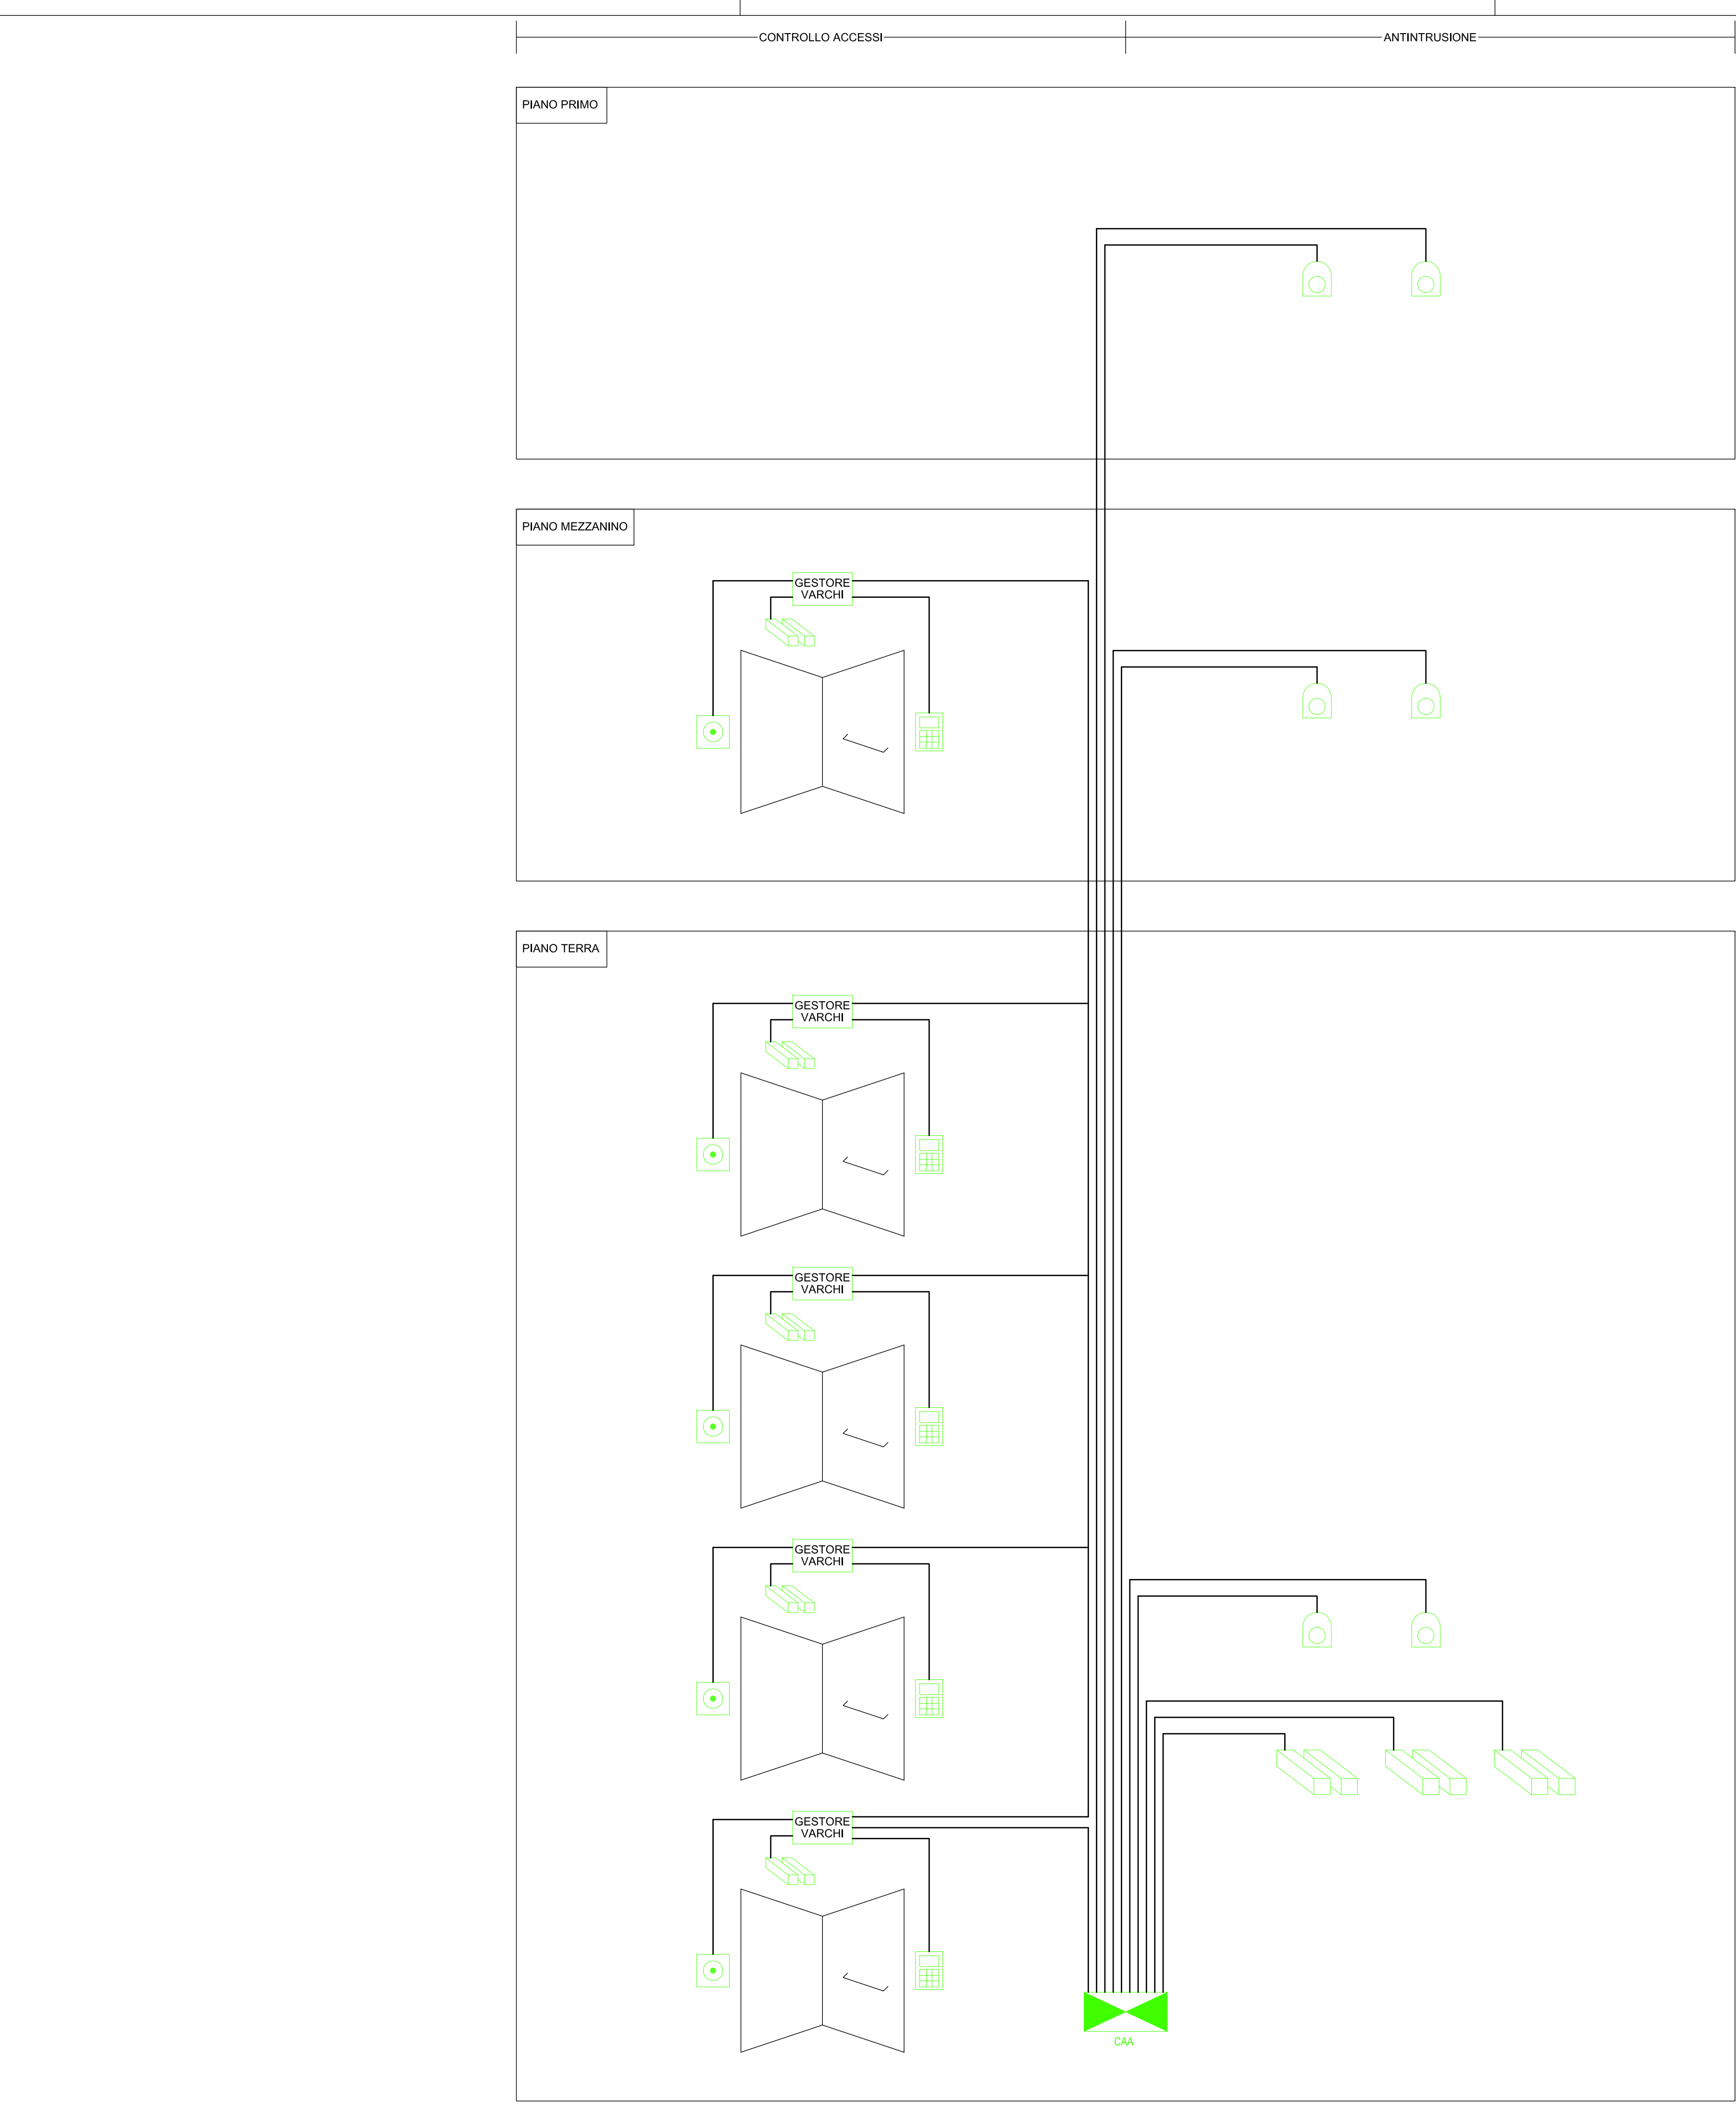 CONTROLLO ACCESSI
ANTINTRUSIONE
PIANO PRIMO
PIANO MEZZANINO
GESTORE
VARCHI
PIANO TERRA
GESTORE
VARCHI
GESTORE
VARCHI
GESTORE
VARCHI
GESTORE
VARCHI
CAA